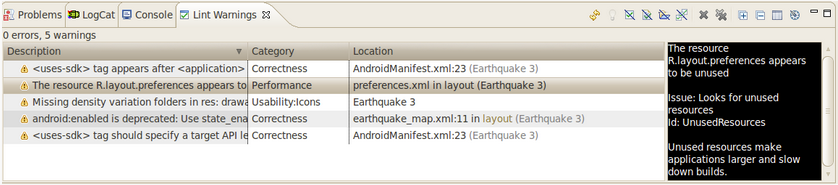 Problems LogCat Console Lint Warnings
0 errors, 5 warnings
Description Category Location
<uses-sdk> tag appears after <application> Correctness AndroidManifest.xml:23 (Earthquake 3)
The resource R.layout.preferences appears to Performance preferences.xml in layout (Earthquake 3)
Missing density variation folders in res: drawa Usability:Icons Earthquake 3
android:enabled is deprecated: Use state_ena Correctness earthquake_map.xml:11 in layout (Earthquake 3)
<uses-sdk> tag should specify a target API le Correctness AndroidManifest.xml:23 (Earthquake 3)
The resource
R.layout.preferences appears
to be unused
Issue: Looks for unused
resources
Id: UnusedResources
Unused resources make
applications larger and slow
down builds.